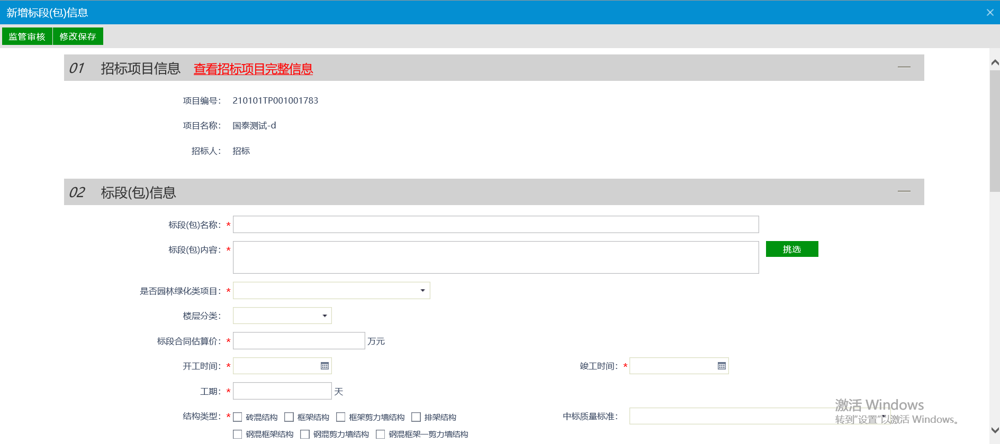 新增标段(包)信息
监管审核 修改保存
01 招标项目信息 查看招标项目完整信息
项目编号： 210101TP001001783
项目名称： 国泰测试-d
招标人： 招标
02 标段(包)信息
标段(包)名称：*
标段(包)内容：* 挑选
是否园林绿化类项目：*
楼层分类：
标段合同估算价：* 万元
开工时间：* 竣工时间：*
工期：* 天
结构类型：* 砖混结构 框架结构 框架剪力墙结构 排架结构 中标质量标准：
钢混框架结构 钢混剪力墙结构 钢混框架一剪力墙结构
激活 Windows
转到“设置”以激活 Windows。